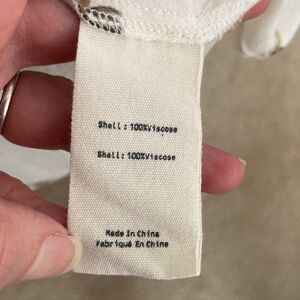 Shell: 100%Viscose
Shell: 100%Viscose
Made In China
Fabriqué En Chine